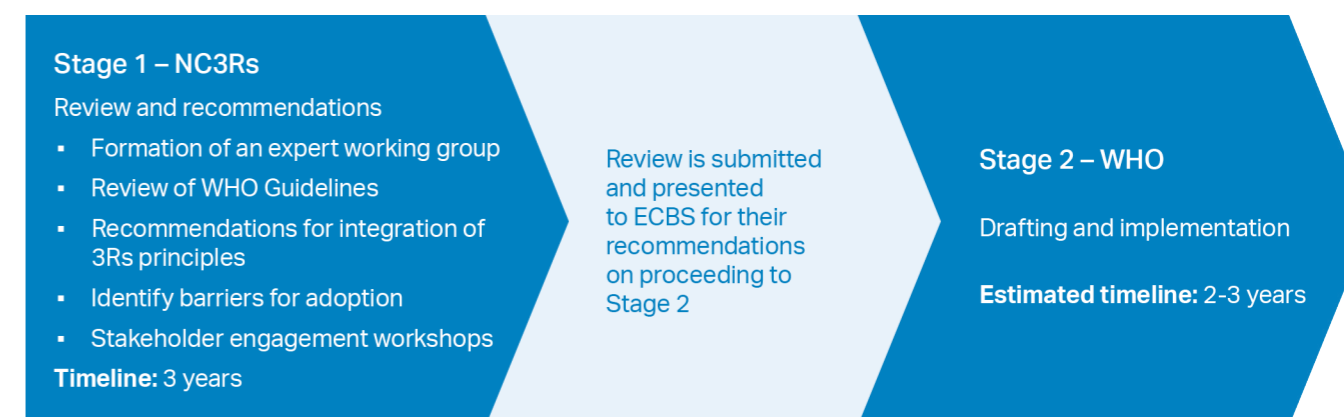 Stage 1 – NC3Rs
Review and recommendations
▪ Formation of an expert working group
▪ Review of WHO Guidelines
▪ Recommendations for integration of
3Rs principles
▪ Identify barriers for adoption
▪ Stakeholder engagement workshops
Timeline: 3 years
Review is submitted
and presented
to ECBS for their
recommendations
on proceeding to
Stage 2
Stage 2 – WHO
Drafting and implementation
Estimated timeline: 2-3 years